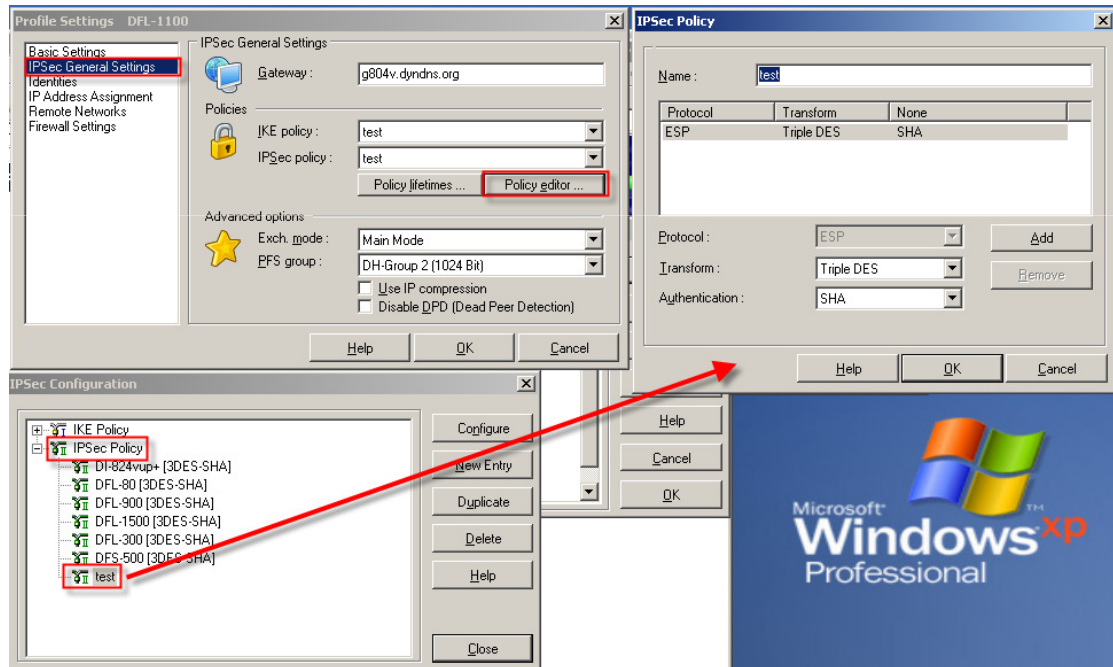 Profile Settings DFL-1100
Basic Settings
IPSec General Settings
Identities
IP Address Assignment
Remote Networks
Firewall Settings
IPSec General Settings
Gateway :
g804v.dyndns.org
Policies
IKE policy :
test
IPSec policy :
test
Policy lifetimes ...
Policy editor ...
Advanced options
Exch. mode :
Main Mode
PFS group :
DH-Group 2 (1024 Bit)
Use IP compression
Disable DPD (Dead Peer Detection)
Help
OK
Cancel
IPSec Policy
Name :
test
Protocol Transform None
ESP Triple DES SHA
Protocol :
ESP
Add
Transform :
Triple DES
Remove
Authentication :
SHA
Help
OK
Cancel
IPSec Configuration
IKE Policy
IPSec Policy
DI-824vup+ [3DES-SHA]
DFL-80 [3DES-SHA]
DFL-900 [3DES-SHA]
DFL-1500 [3DES-SHA]
DFL-300 [3DES-SHA]
DFS-500 [3DES-SHA]
test
Configure
New Entry
Duplicate
Delete
Help
Close
Help
Cancel
OK
Microsoft
Windows xp
TM
Professional